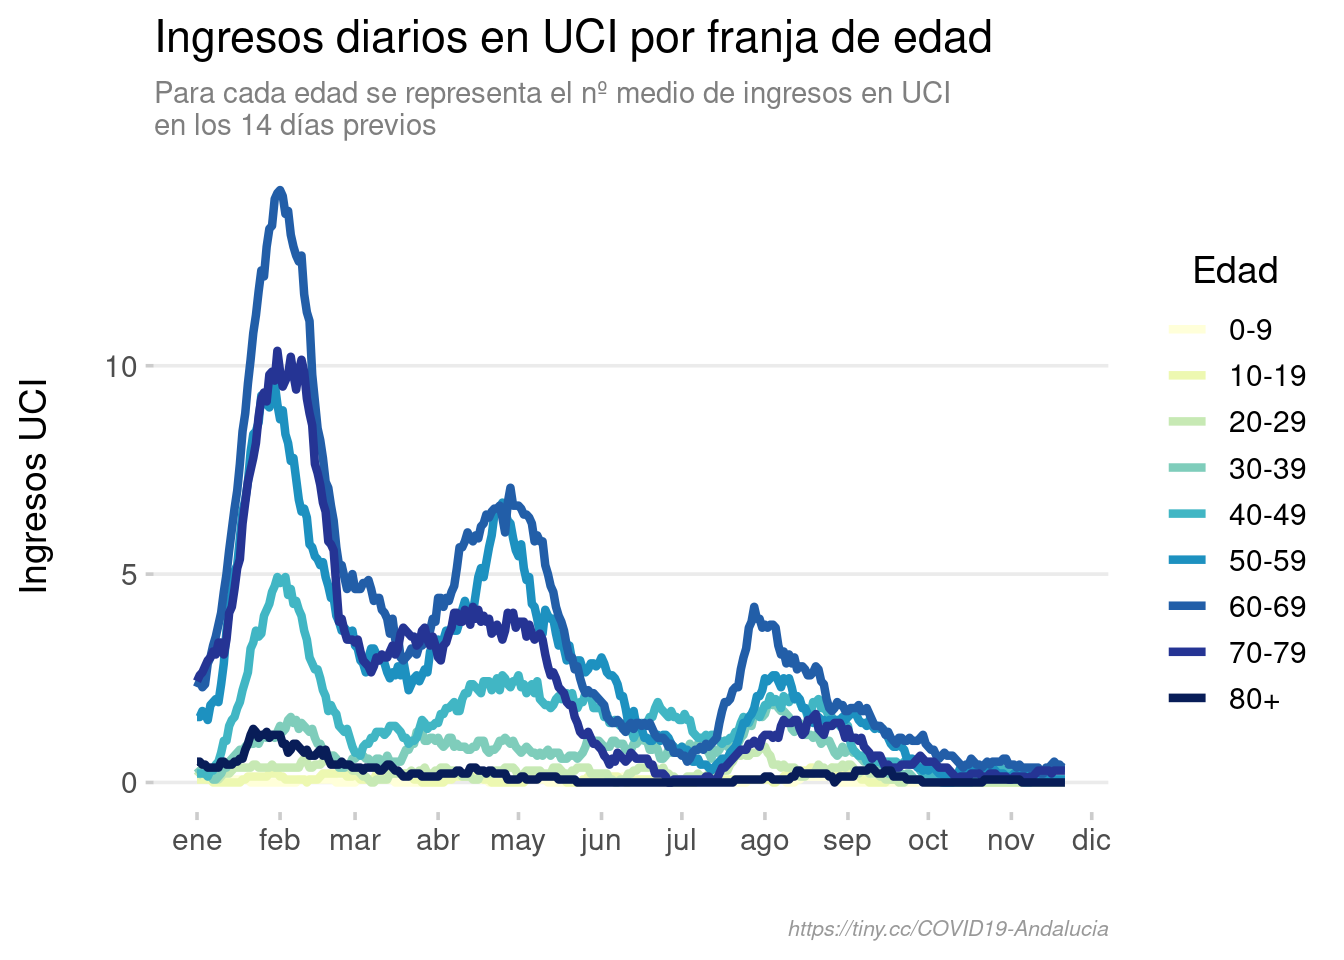 Ingresos diarios en UCI por franja de edad
Para cada edad se representa el nº medio de ingresos en UCI
en los 14 días previos
Ingresos UCI
10
5
0
ene feb mar abr may jun jul ago sep oct nov dic
Edad
0-9
10-19
20-29
30-39
40-49
50-59
60-69
70-79
80+
https://tiny.cc/COVID19-Andalucia